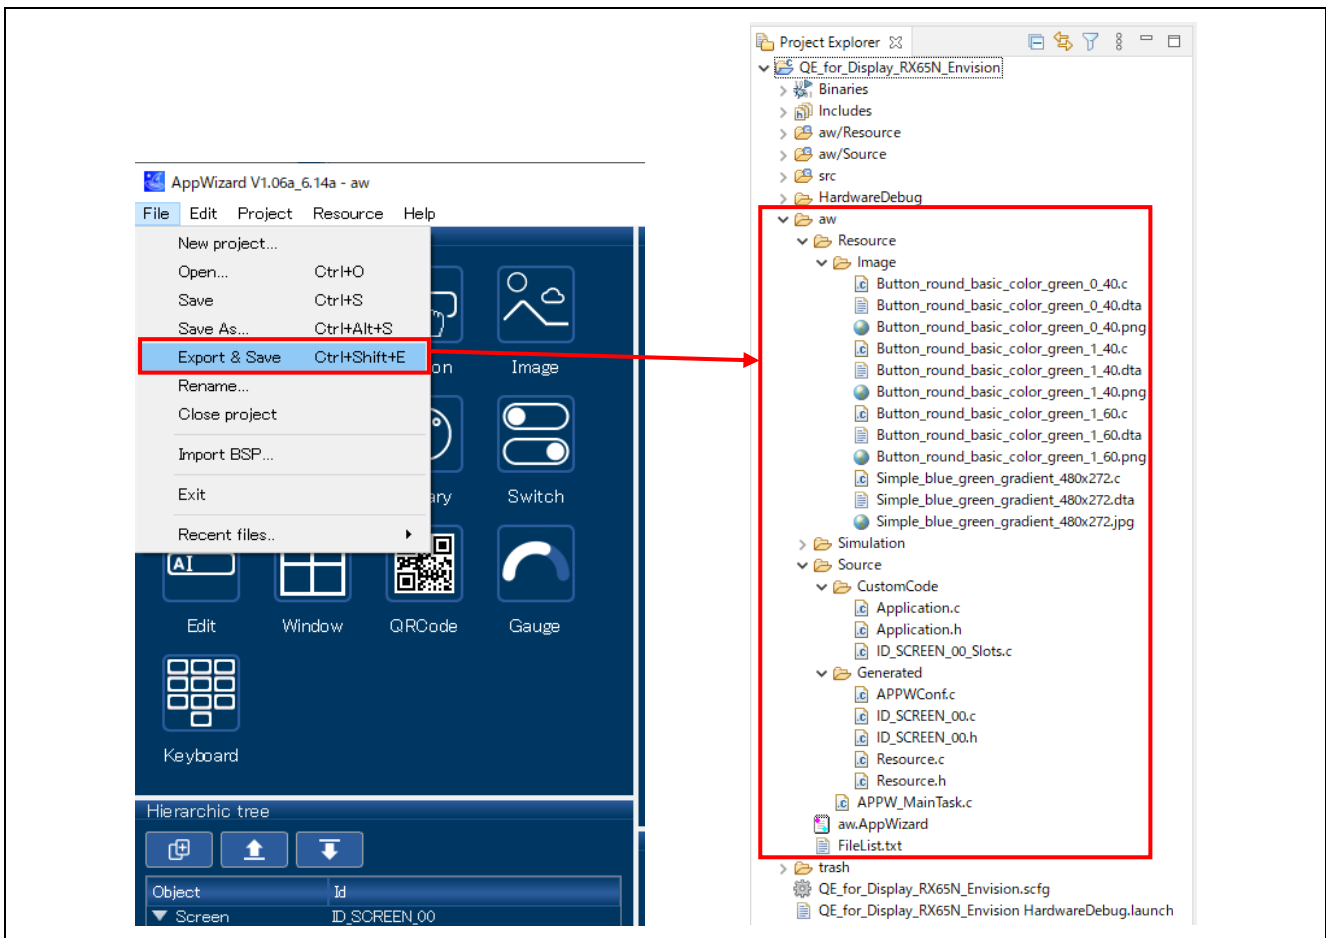 AppWizard V1.06a_6.14a - aw
File Edit Project Resource Help
New project...
Open... Ctrl+O
Save Ctrl+S
Save As... Ctrl+Alt+S
Export & Save Ctrl+Shift+E
Rename...
Close project
Import BSP...
Exit
Recent files..
on
Image
ary
Switch
AI
Edit
Window
QRCode
Gauge
Keyboard
Hierarchic tree
Object Id
Screen ID_SCREEN_00
Project Explorer
QE_for_Display_RX65N_Envision
Binaries
Includes
aw/Resource
aw/Source
src
HardwareDebug
aw
Resource
Image
Button_round_basic_color_green_0_40.c
Button_round_basic_color_green_0_40.dta
Button_round_basic_color_green_0_40.png
Button_round_basic_color_green_1_40.c
Button_round_basic_color_green_1_40.dta
Button_round_basic_color_green_1_40.png
Button_round_basic_color_green_1_60.c
Button_round_basic_color_green_1_60.dta
Button_round_basic_color_green_1_60.png
Simple_blue_green_gradient_480x272.c
Simple_blue_green_gradient_480x272.dta
Simple_blue_green_gradient_480x272.jpg
Simulation
Source
CustomCode
Application.c
Application.h
ID_SCREEN_00_Slots.c
Generated
APPWConf.c
ID_SCREEN_00.c
ID_SCREEN_00.h
Resource.c
Resource.h
APPW_MainTask.c
aw.AppWizard
FileList.txt
trash
QE_for_Display_RX65N_Envision.scfg
QE_for_Display_RX65N_Envision HardwareDebug.launch